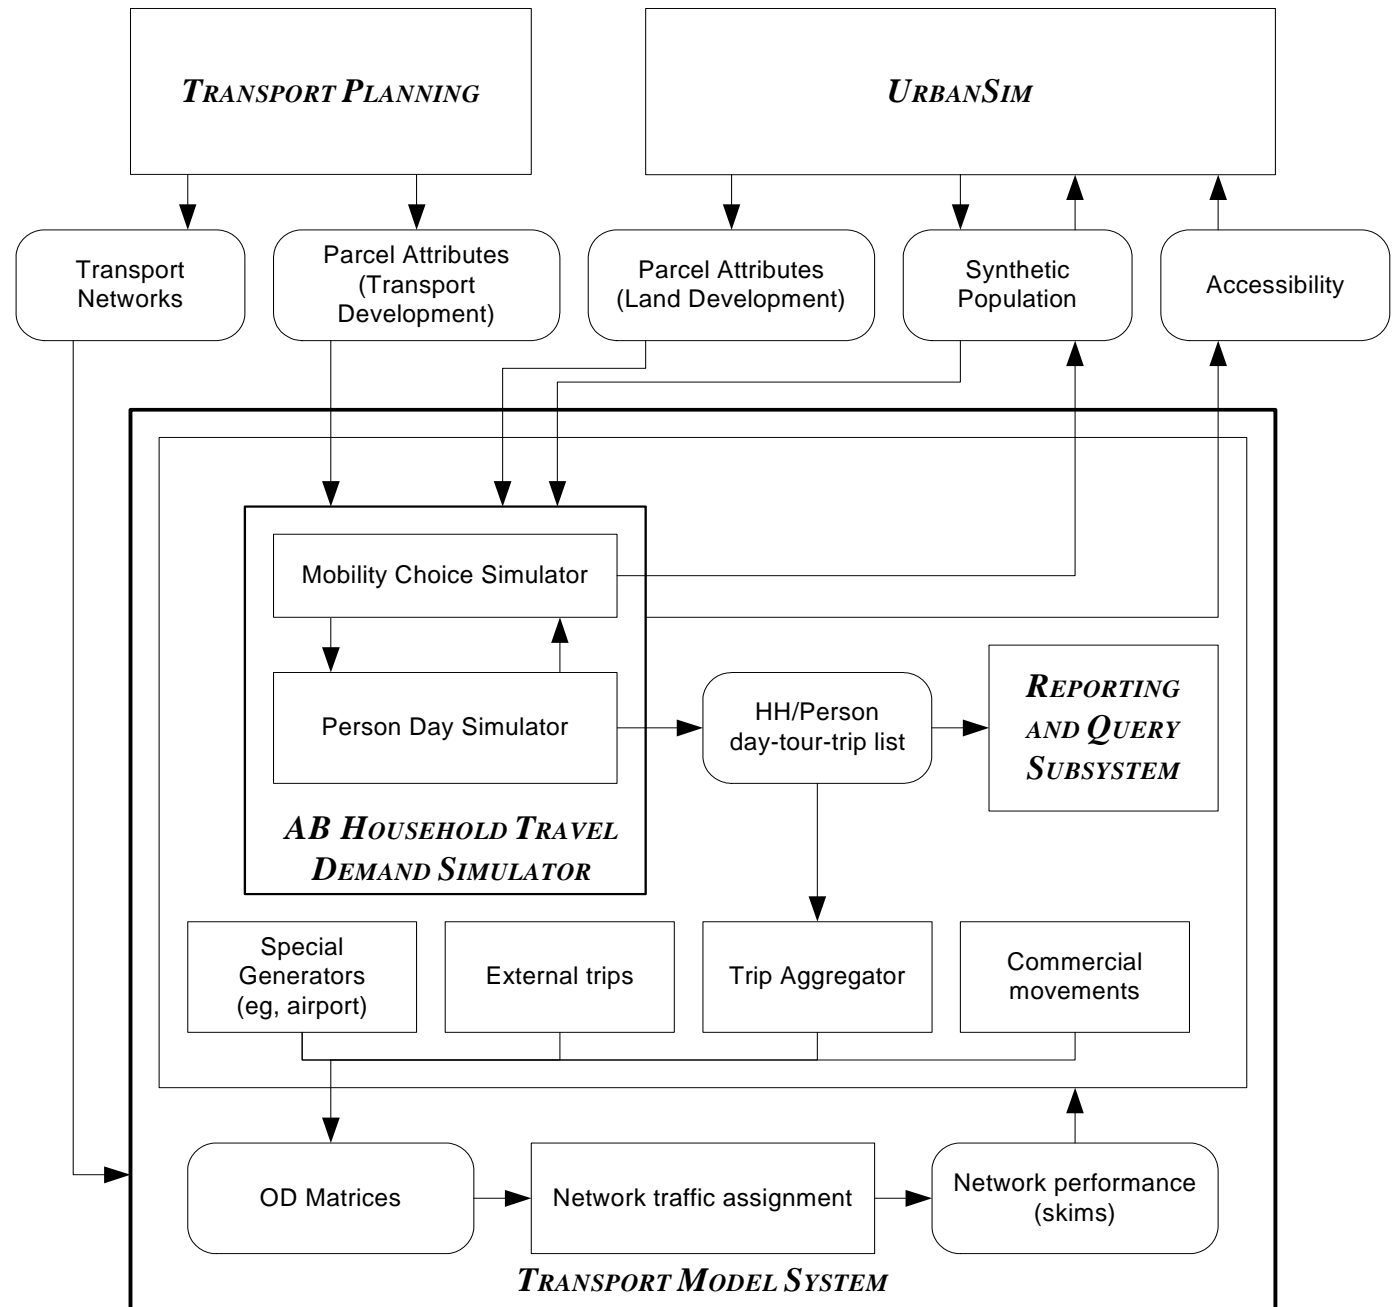 TRANSPORT PLANNING
URBANSIM
Transport
Networks
Parcel Attributes
(Transport
Development)
Parcel Attributes
(Land Development)
Synthetic
Population
Accessibility
Mobility Choice Simulator
Person Day Simulator
AB HOUSEHOLD TRAVEL
DEMAND SIMULATOR
HH/Person
day-tour-trip list
REPORTING
AND QUERY
SUBSYSTEM
Special
Generators
(eg, airport)
External trips
Trip Aggregator
Commercial
movements
OD Matrices
Network traffic assignment
Network performance
(skims)
TRANSPORT MODEL SYSTEM